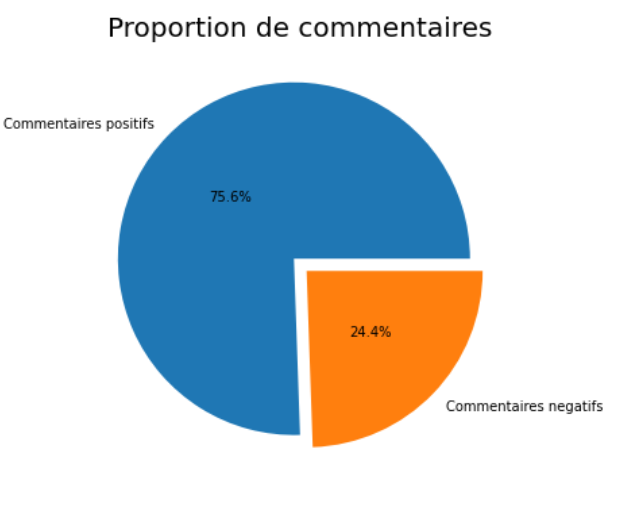 Proportion de commentaires
Commentaires positifs
75.6%
24.4%
Commentaires negatifs